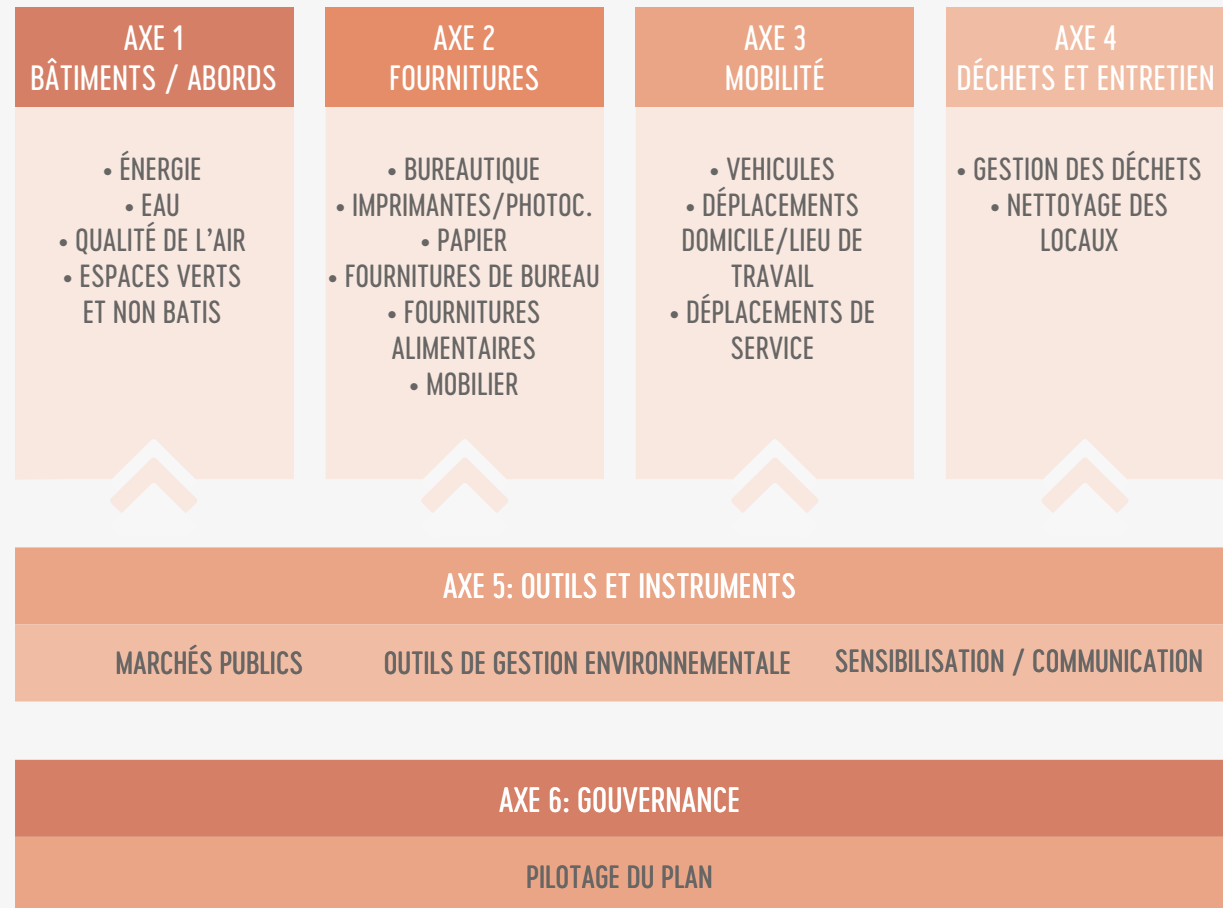 AXE 1
BÂTIMENTS / ABORDS
• ÉNERGIE
• EAU
• QUALITÉ DE L'AIR
• ESPACES VERTS
ET NON BATIS
AXE 2
FOURNITURES
• BUREAUTIQUE
• IMPRIMANTES/PHOTOC.
• PAPIER
• FOURNITURES DE BUREAU
• FOURNITURES
ALIMENTAIRES
• MOBILIER
AXE 3
MOBILITÉ
• VEHICULES
• DÉPLACEMENTS
DOMICILE/LIEU DE
TRAVAIL
• DÉPLACEMENTS DE
SERVICE
AXE 4
DÉCHETS ET ENTRETIEN
• GESTION DES DÉCHETS
• NETTOYAGE DES
LOCAUX
AXE 5: OUTILS ET INSTRUMENTS
MARCHÉS PUBLICS
OUTILS DE GESTION ENVIRONNEMENTALE
SENSIBILISATION / COMMUNICATION
AXE 6: GOUVERNANCE
PILOTAGE DU PLAN